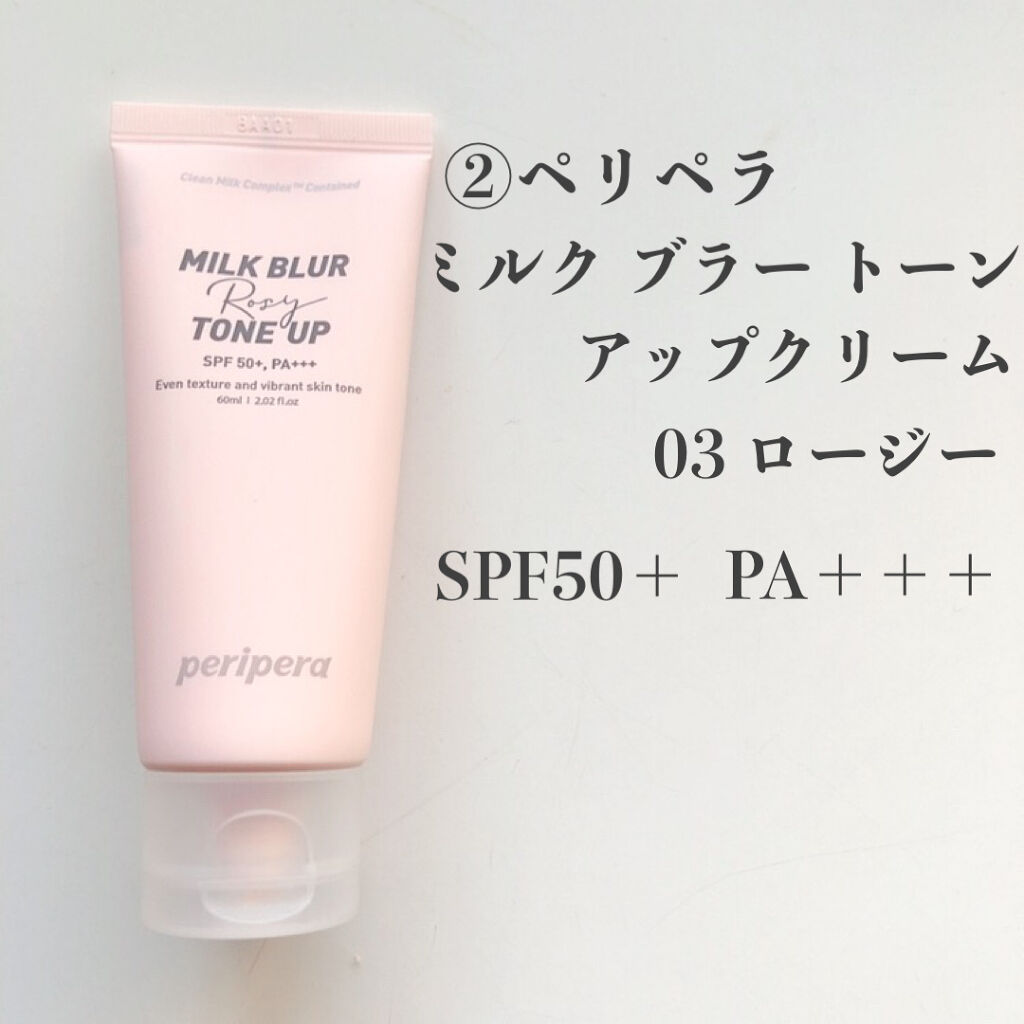 8AA01
Clean Milk Complex™ Contained
MILK BLUR
Rosy
TONE UP
SPF 50+, PA+++
Even texture and vibrant skin tone
60ml | 2.02 fl.oz
peripera
②ペリペラ
ミルク ブラー トーン
アップクリーム
03 ロージー
SPF50＋ PA＋＋＋